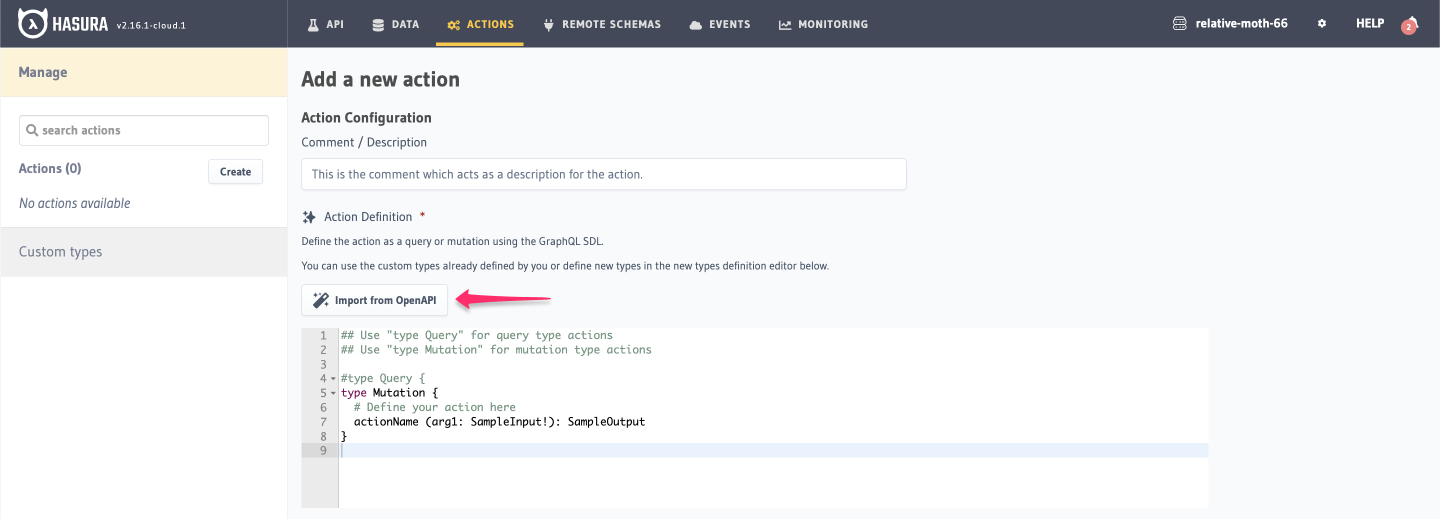 HASURA v2.16.1-cloud.1 API DATA ACTIONS REMOTE SCHEMAS EVENTS MONITORING relative-moth-66 HELP 2
Manage
search actions
Actions (0) Create
No actions available
Custom types
Add a new action
Action Configuration
Comment / Description
This is the comment which acts as a description for the action.
Action Definition *
Define the action as a query or mutation using the GraphQL SDL.
You can use the custom types already defined by you or define new types in the new types definition editor below.
Import from OpenAPI
1 ## Use "type Query" for query type actions
2 ## Use "type Mutation" for mutation type actions
3
4 #type Query {
5 type Mutation {
6 # Define your action here
7 actionName (arg1: SampleInput!): SampleOutput
8 }
9